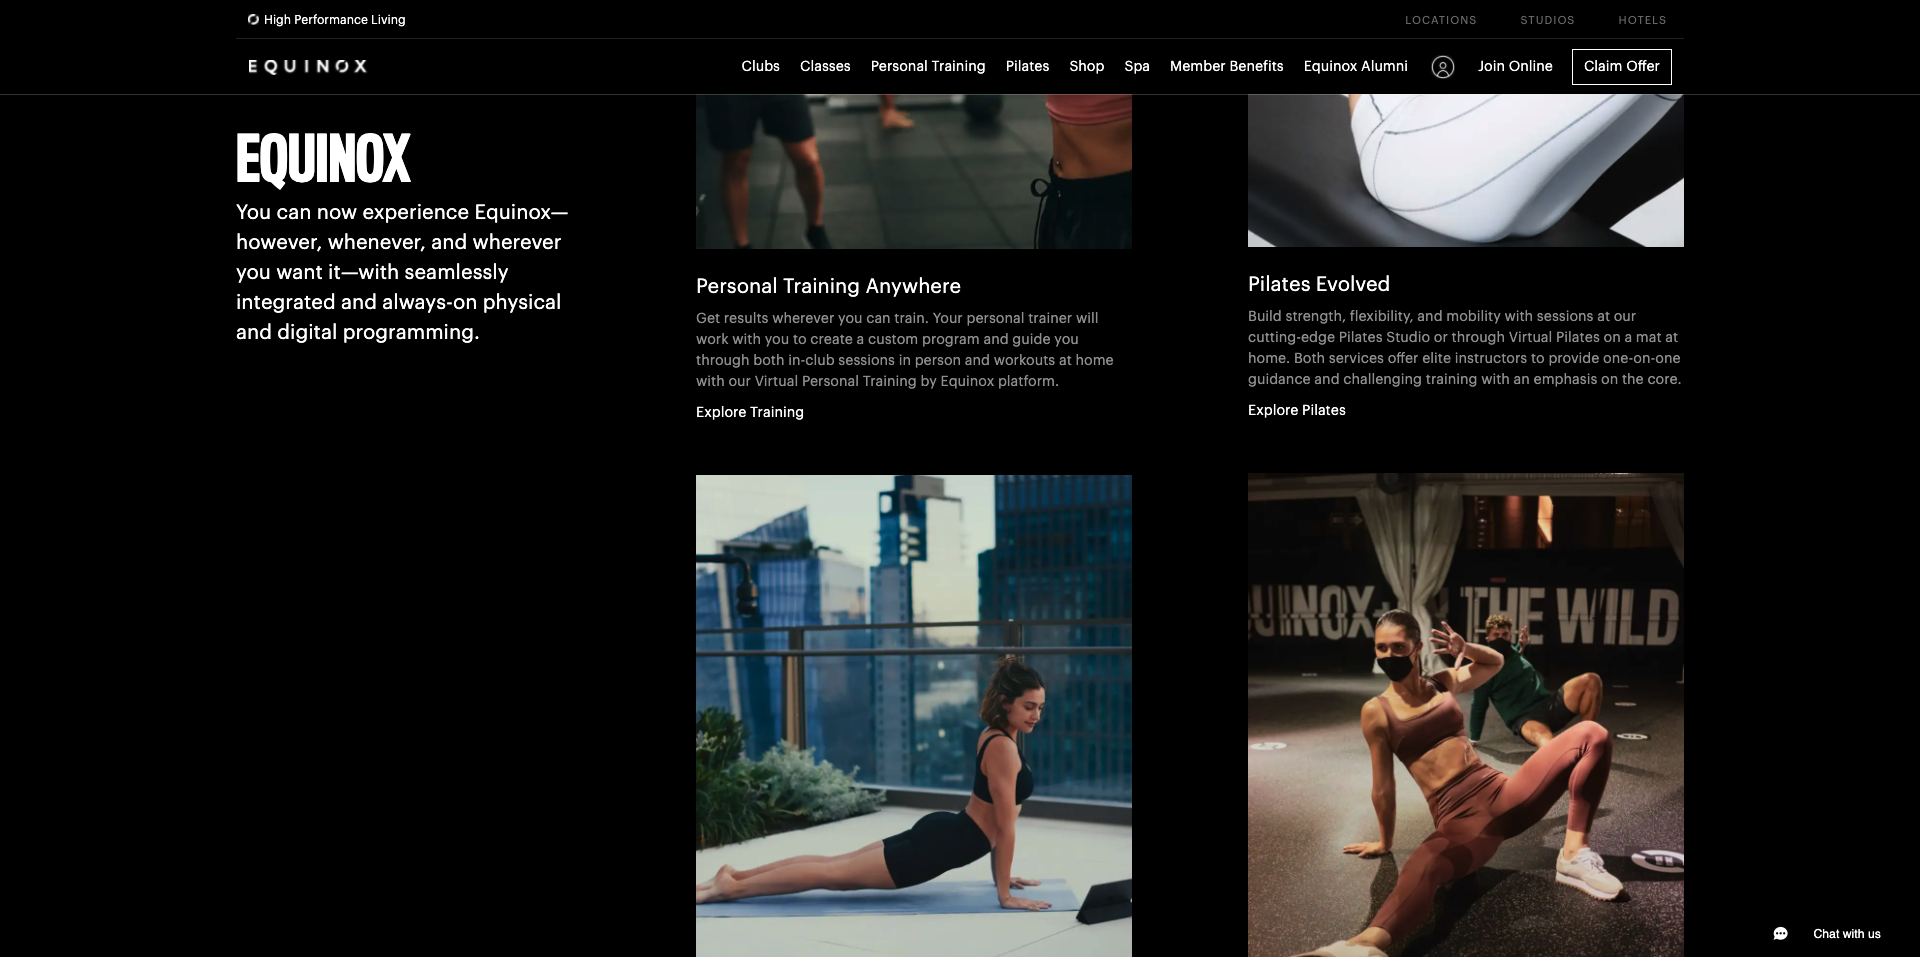 High Performance Living
LOCATIONS
STUDIOS
HOTELS
EQUINOX
Clubs
Classes
Personal Training
Pilates
Shop
Spa
Member Benefits
Equinox Alumni
Join Online
Claim Offer
EQUINOX
You can now experience Equinox—
however, whenever, and wherever
you want it—with seamlessly
integrated and always-on physical
and digital programming.
Personal Training Anywhere
Get results wherever you can train. Your personal trainer will
work with you to create a custom program and guide you
through both in-club sessions in person and workouts at home
with our Virtual Personal Training by Equinox platform.
Explore Training
Pilates Evolved
Build strength, flexibility, and mobility with sessions at our
cutting-edge Pilates Studio or through Virtual Pilates on a mat at
home. Both services offer elite instructors to provide one-on-one
guidance and challenging training with an emphasis on the core.
Explore Pilates
UINOX+
THE WILD
Chat with us